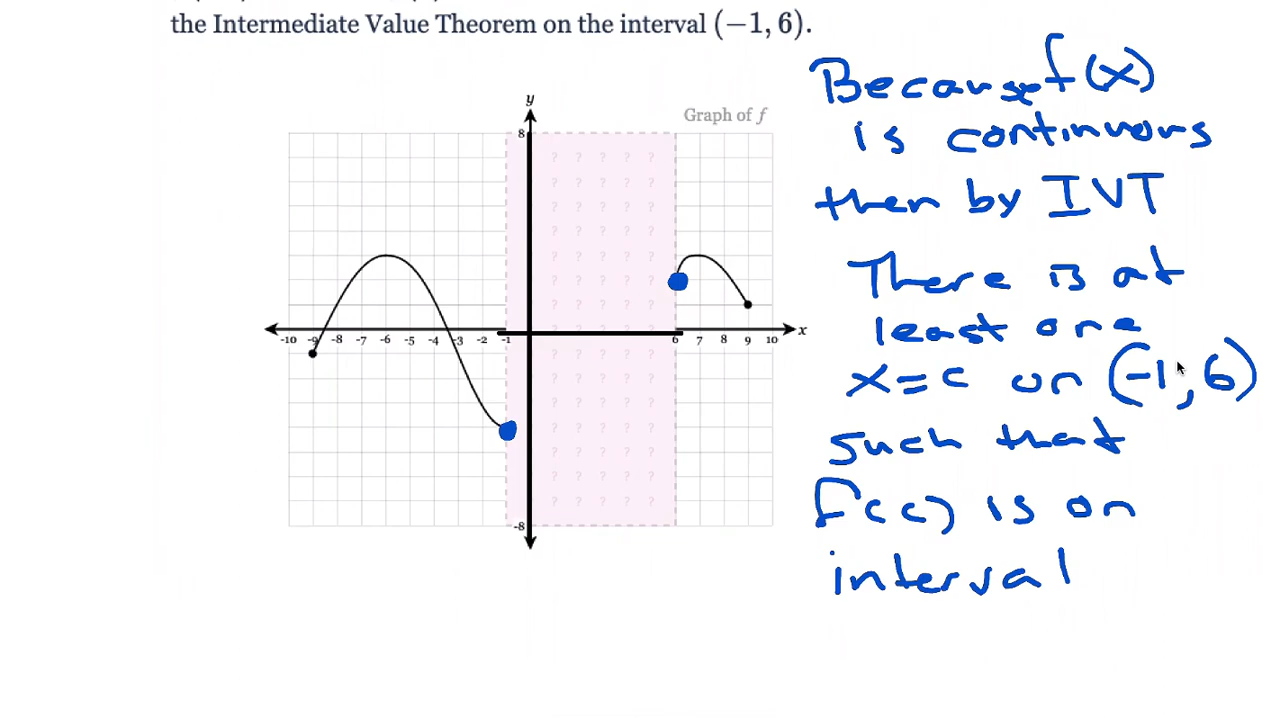 the Intermediate Value Theorem on the interval (−1, 6).
Because f(x)
is continuous
then by IVT
There is at
least one
x = c on (-1, 6)
such that
f(c) is on
interval
y
Graph of f
8
? ? ? ? ?
? ? ? ? ?
? ? ? ? ?
? ? ? ? ?
? ? ? ? ?
? ? ? ? ?
? ? ? ? ?
x
-10 -9 -8 -7 -6 -5 -4 -3 -2 -1 6 7 8 9 10
? ? ? ? ?
? ? ? ? ?
? ? ? ? ?
? ? ? ? ?
? ? ? ? ?
? ? ? ? ?
? ? ? ? ?
-8